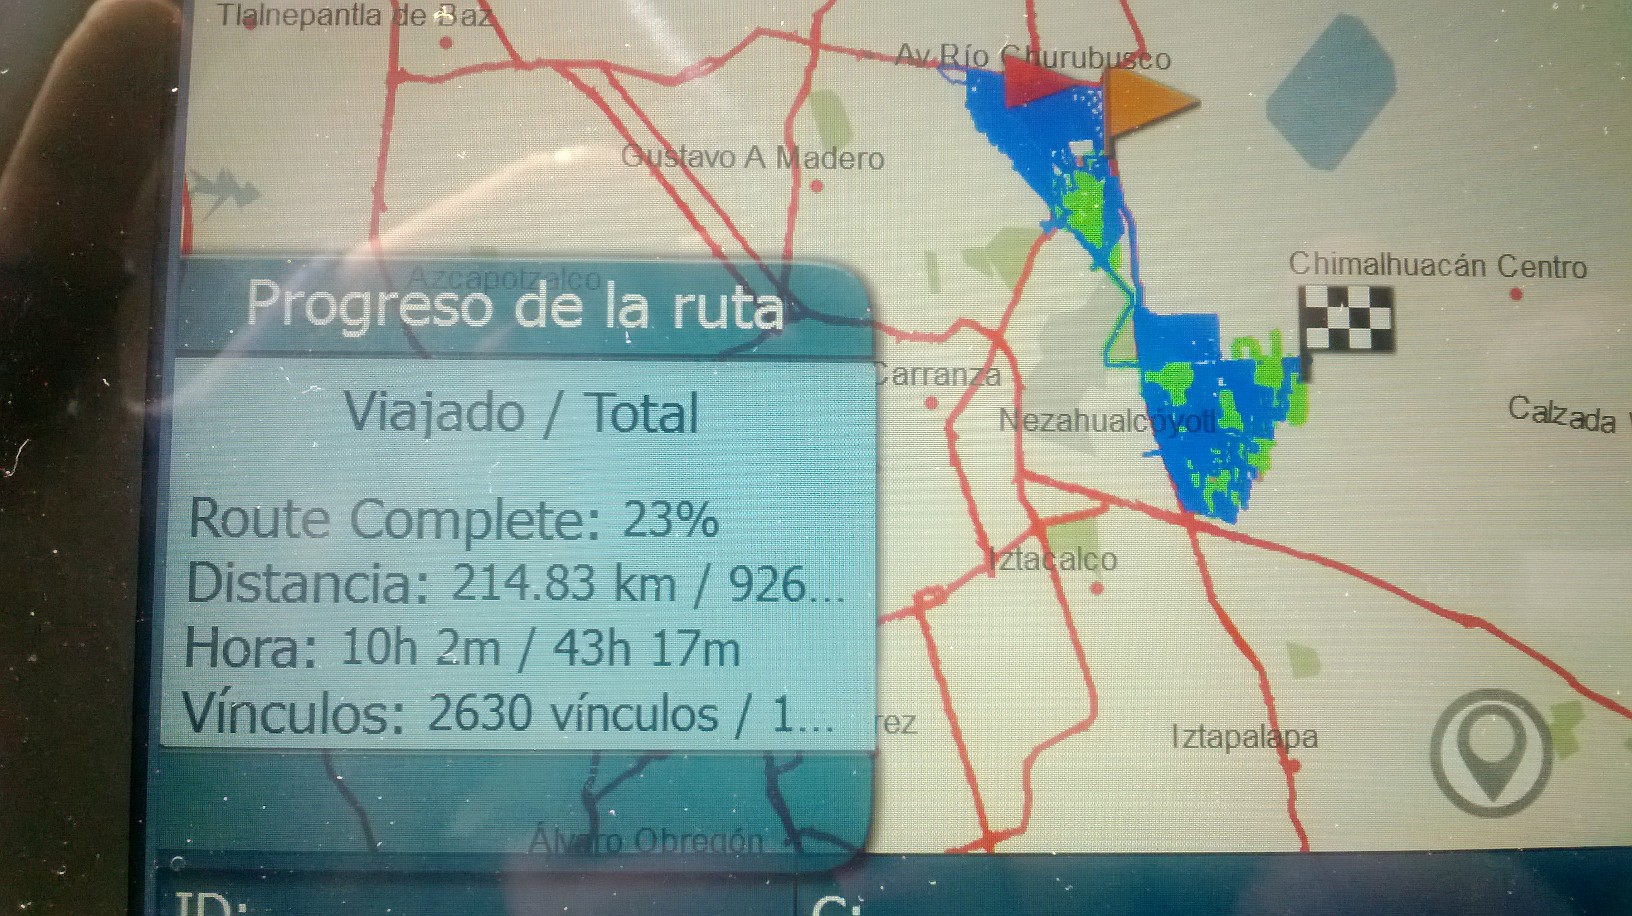 Tlalnepantla de Baz
Av.Río Churubusco
Gustavo A Madero
Azcapotzalco
Chimalhuacán Centro
Progreso de la ruta
Carranza
Viajado / Total
Nezahualcóyotl
Calzada
Route Complete: 23%
Iztacalco
Distancia: 214.83 km / 926...
Hora: 10h 2m / 43h 17m
Vínculos: 2630 vínculos / 1...
rez
Iztapalapa
Álvaro Obregón
ID:
C: